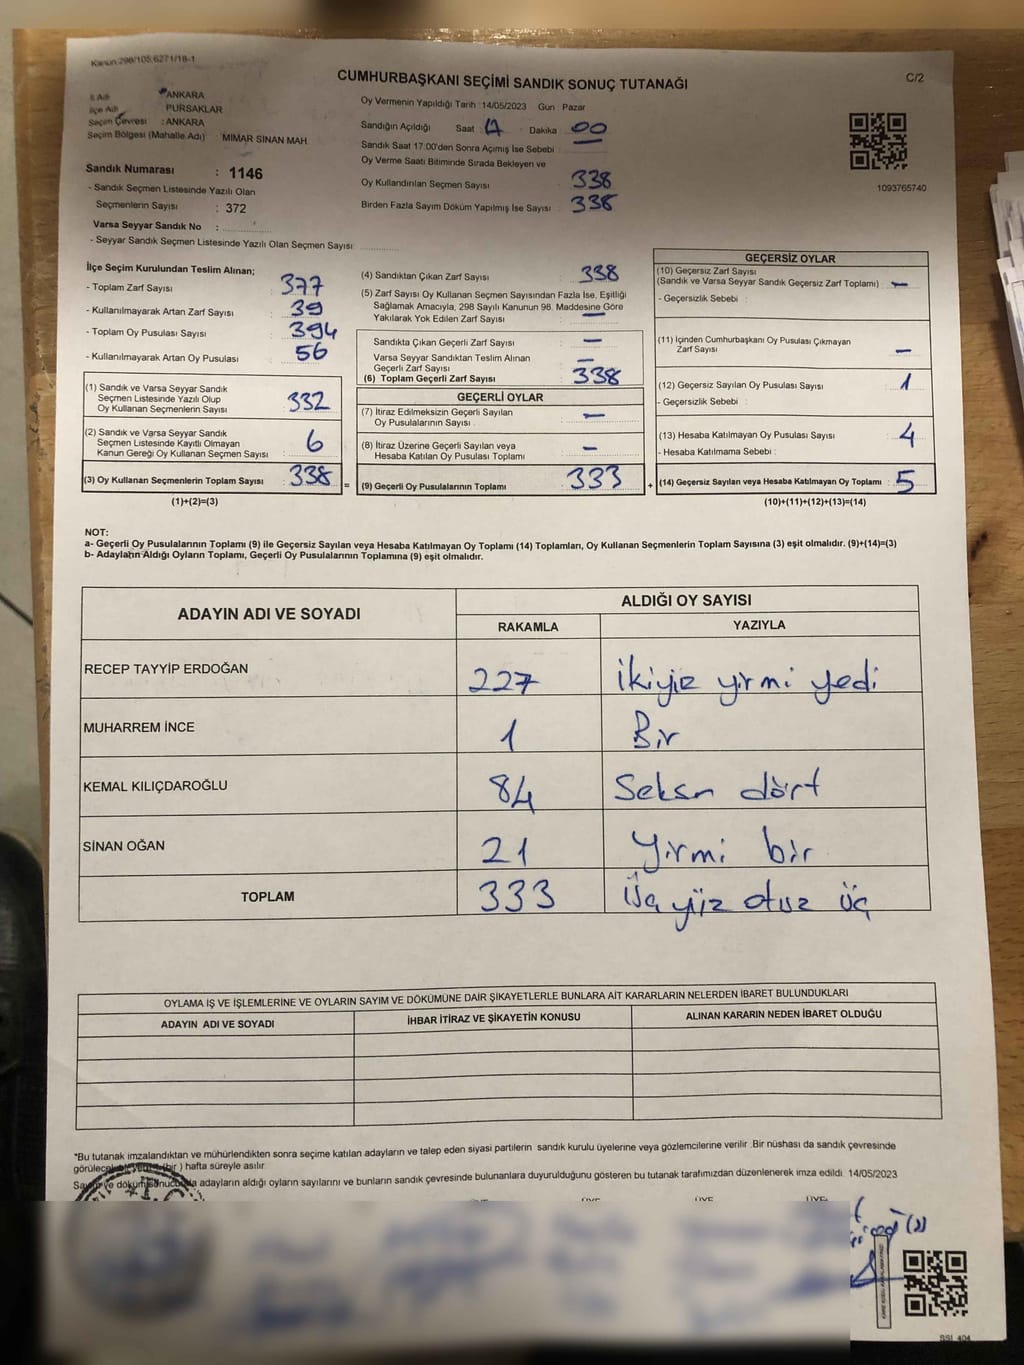 Kanun:298/105,6271/18-1
CUMHURBAŞKANI SEÇİMİ SANDIK SONUÇ TUTANAĞI
C/2
İl Adı : ANKARA
İlçe Adı : PURSAKLAR
Seçim Çevresi : ANKARA
Seçim Bölgesi (Mahalle Adı) : MİMAR SİNAN MAH.
Sandık Numarası : 1146
- Sandık Seçmen Listesinde Yazılı Olan
Seçmenlerin Sayısı : 372
Varsa Seyyar Sandık No :
- Seyyar Sandık Seçmen Listesinde Yazılı Olan Seçmen Sayısı
Oy Vermenin Yapıldığı Tarih : 14/05/2023 Gün : Pazar
Sandığın Açıldığı Saat : 17 Dakika : 00
Sandık Saat 17:00'den Sonra Açımış İse Sebebi :
Oy Verme Saati Bitiminde Sırada Bekleyen ve
Oy Kullandırılan Seçmen Sayısı 338
Birden Fazla Sayım Döküm Yapılmış İse Sayısı 338
1093765740
İlçe Seçim Kurulundan Teslim Alınan;
- Toplam Zarf Sayısı : 377
- Kullanılmayarak Artan Zarf Sayısı : 39
- Toplam Oy Pusulası Sayısı : 394
- Kullanılmayarak Artan Oy Pusulası : 56
(1) Sandık ve Varsa Seyyar Sandık
Seçmen Listesinde Yazılı Olup
Oy Kullanan Seçmenlerin Sayısı : 332
(2) Sandık ve Varsa Seyyar Sandık
Seçmen Listesinde Kayıtlı Olmayan
Kanun Gereği Oy Kullanan Seçmen Sayısı : 6
(3) Oy Kullanan Seçmenlerin Toplam Sayısı : 338
(1)+(2)=(3)
(4) Sandıktan Çıkan Zarf Sayısı : 338
(5) Zarf Sayısı Oy Kullanan Seçmen Sayısından Fazla İse, Eşitliği
Sağlamak Amacıyla, 298 Sayılı Kanunun 98. Maddesine Göre
Yakılarak Yok Edilen Zarf Sayısı : —
Sandıkta Çıkan Geçerli Zarf Sayısı : —
Varsa Seyyar Sandıktan Teslim Alınan
Geçerli Zarf Sayısı : —
(6) Toplam Geçerli Zarf Sayısı : 338
=
GEÇERLİ OYLAR
(7) İtiraz Edilmeksizin Geçerli Sayılan
Oy Pusulalarının Sayısı : —
(8) İtiraz Üzerine Geçerli Sayılan veya
Hesaba Katılan Oy Pusulası Toplamı : —
(9) Geçerli Oy Pusulalarının Toplamı : 333
+
GEÇERSİZ OYLAR
(10) Geçersiz Zarf Sayısı
(Sandık ve Varsa Seyyar Sandık Geçersiz Zarf Toplamı) : —
- Geçersizlik Sebebi :
(11) İçinden Cumhurbaşkanı Oy Pusulası Çıkmayan
Zarf Sayısı : —
(12) Geçersiz Sayılan Oy Pusulası Sayısı : 1
- Geçersizlik Sebebi :
(13) Hesaba Katılmayan Oy Pusulası Sayısı : 4
- Hesaba Katılmama Sebebi :
(14) Geçersiz Sayılan veya Hesaba Katılmayan Oy Toplamı : 5
(10)+(11)+(12)+(13)=(14)
NOT:
a- Geçerli Oy Pusulalarının Toplamı (9) ile Geçersiz Sayılan veya Hesaba Katılmayan Oy Toplamı (14) Toplamları, Oy Kullanan Seçmenlerin Toplam Sayısına (3) eşit olmalıdır. (9)+(14)=(3)
b- Adayların Aldığı Oyların Toplamı, Geçerli Oy Pusulalarının Toplamına (9) eşit olmalıdır.
ADAYIN ADI VE SOYADI
ALDIĞI OY SAYISI
RAKAMLA YAZIYLA
RECEP TAYYİP ERDOĞAN 227 ikiyüz yirmi yedi
MUHARREM İNCE 1 Bir
KEMAL KILIÇDAROĞLU 84 Seksn dört
SİNAN OĞAN 21 Yirmi bir
TOPLAM 333 Üçyüz otuz üç
OYLAMA İŞ VE İŞLEMLERİNE VE OYLARIN SAYIM VE DÖKÜMÜNE DAİR ŞİKAYETLERLE BUNLARA AİT KARARLARIN NELERDEN İBARET BULUNDUKLARI
ADAYIN ADI VE SOYADI İHBAR İTİRAZ VE ŞİKAYETİN KONUSU ALINAN KARARIN NEDEN İBARET OLDUĞU
*Bu tutanak imzalandıktan ve mühürlendikten sonra seçime katılan adayların ve talep eden siyasi partilerin sandık kurulu üyelerine veya gözlemcilerine verilir .Bir nüshası da sandık çevresinde
görülecek bir yere (bir ) hafta süreyle asılır.
Sayım ve döküm sonucunda adayların aldığı oyların sayılarını ve bunların sandık çevresinde bulunanlara duyurulduğunu gösteren bu tutanak tarafımızdan düzenlenerek imza edildi. 14/05/2023
ÜYE ÜYE ÜYE
SSI_404